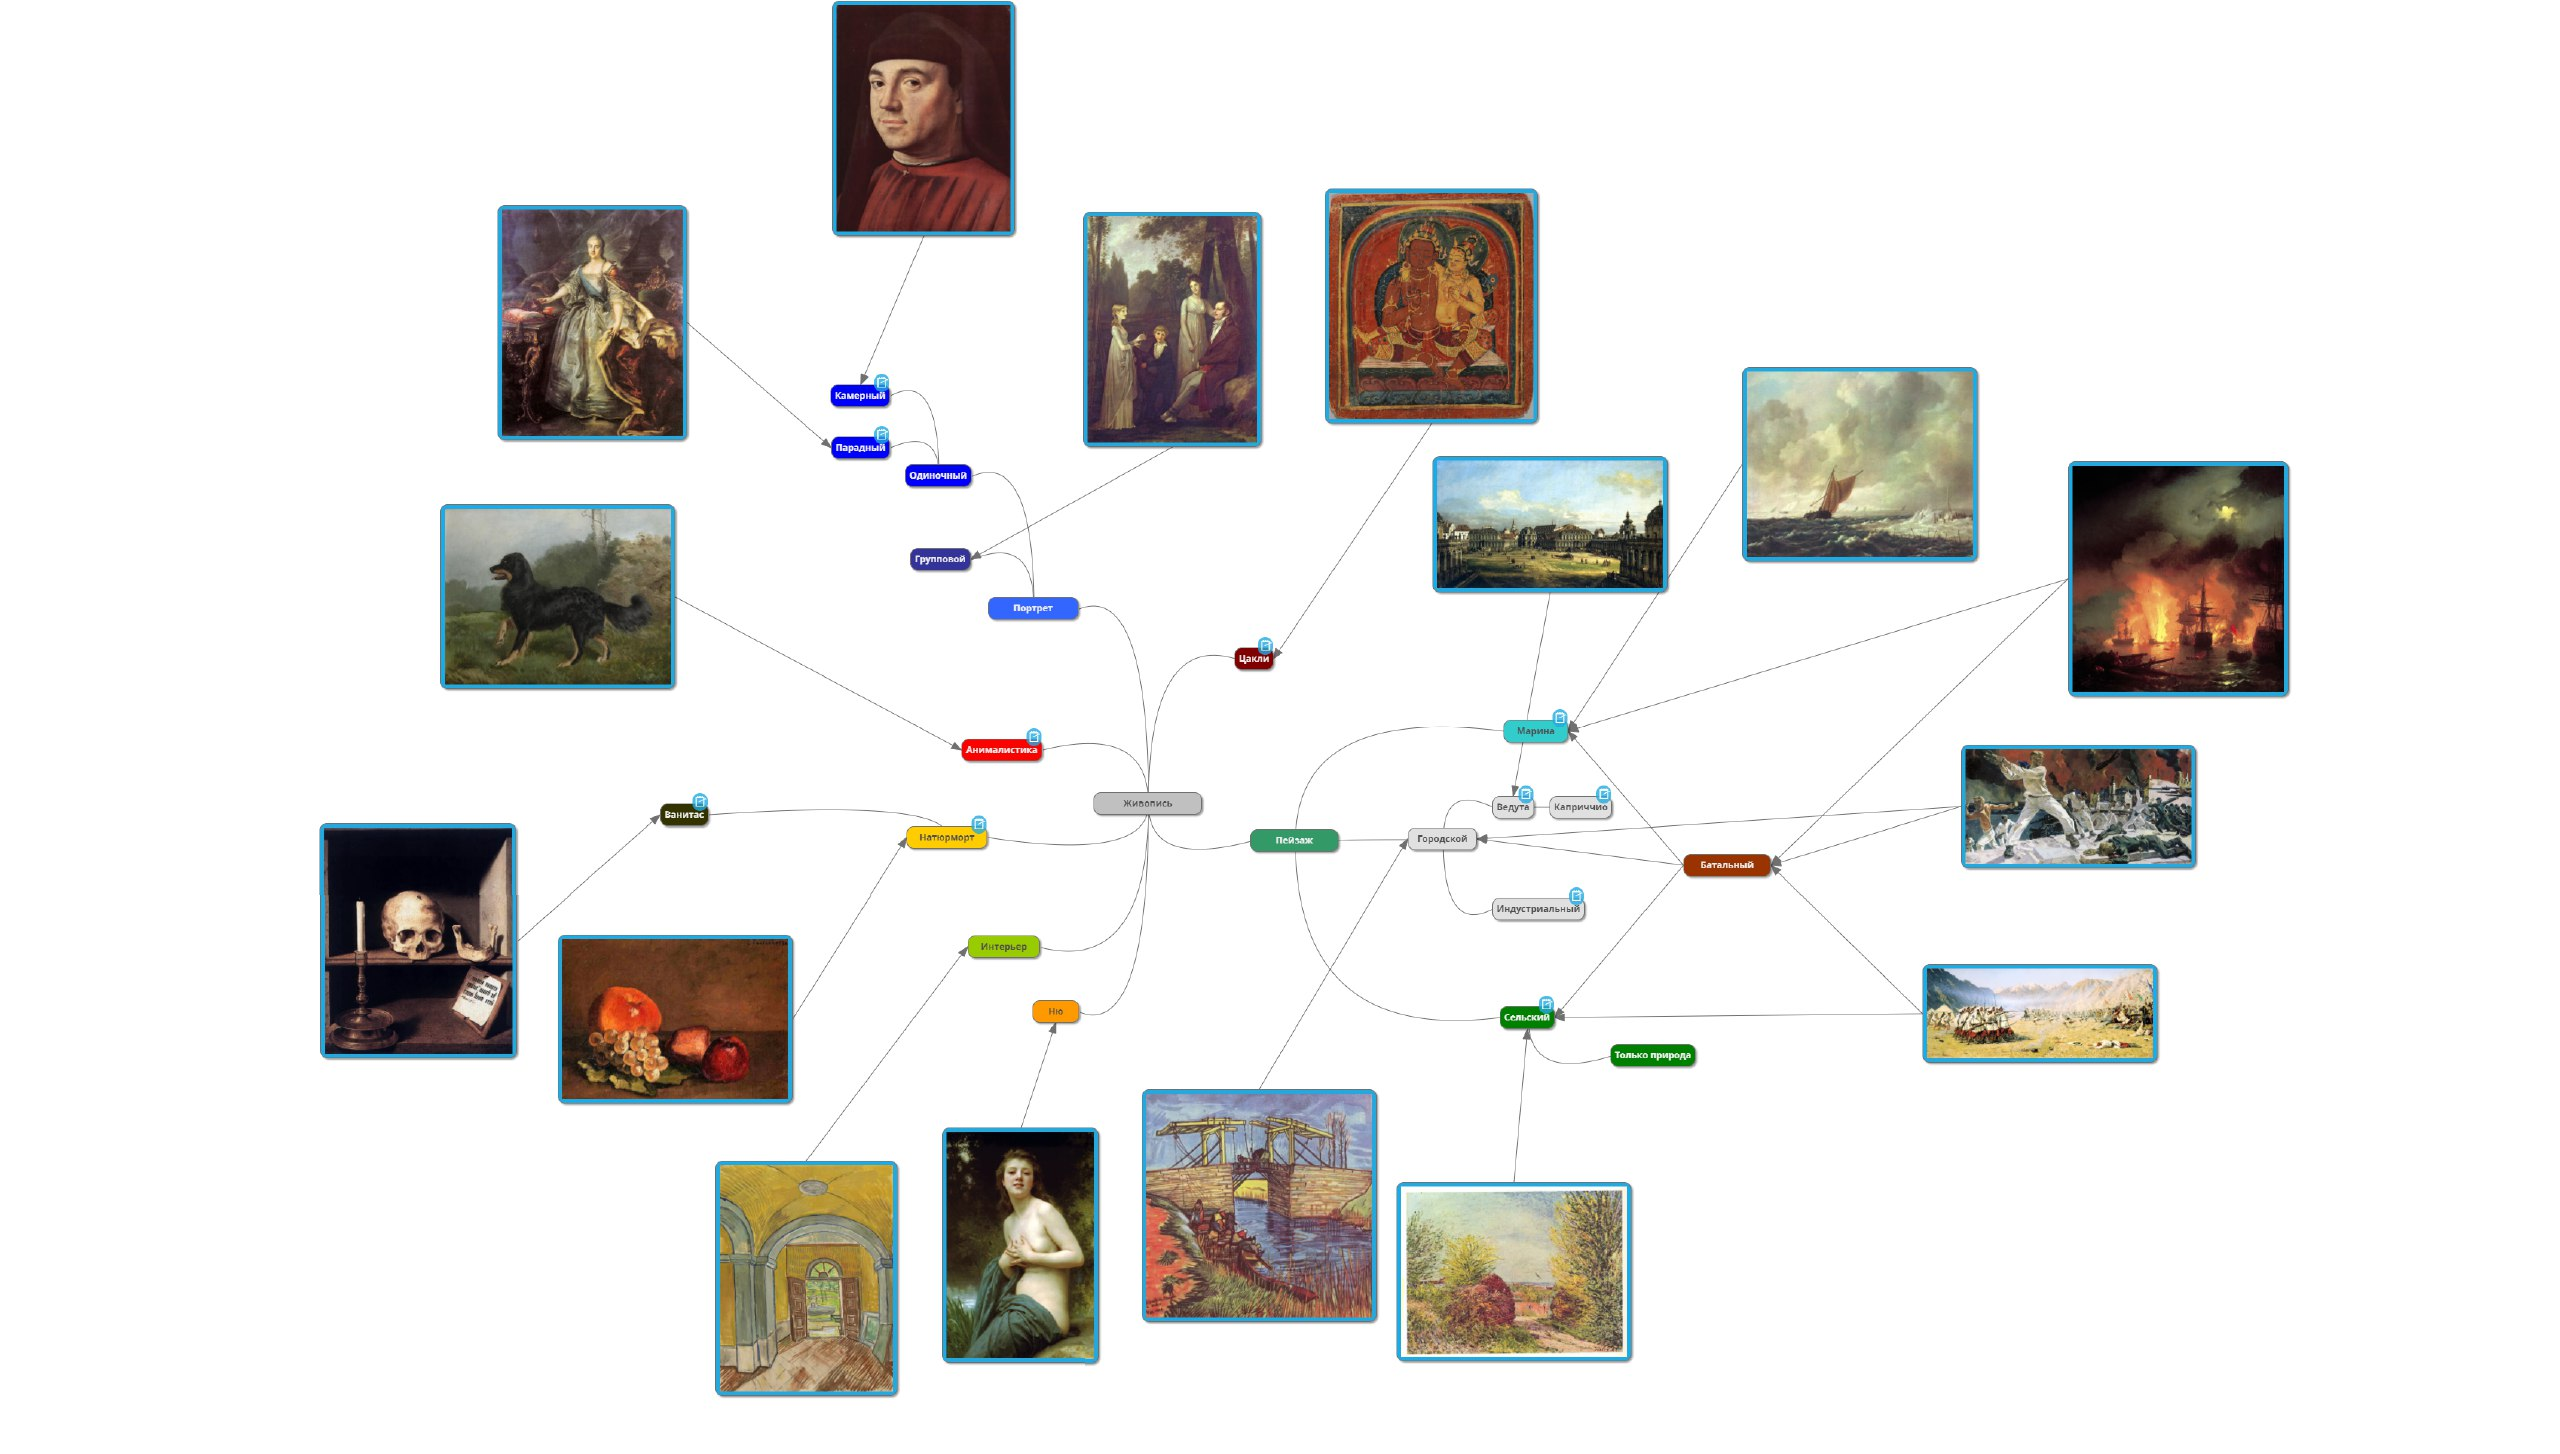 Камерный
Парадный
Одиночный
Групповой
Портрет
Цакли
Анималистика
Марина
Живопись
Ванитас
Натюрморт
Пейзаж
Городской
Ведута
Каприччио
Батальный
Индустриальный
Интерьер
Ню
Сельский
Только природа